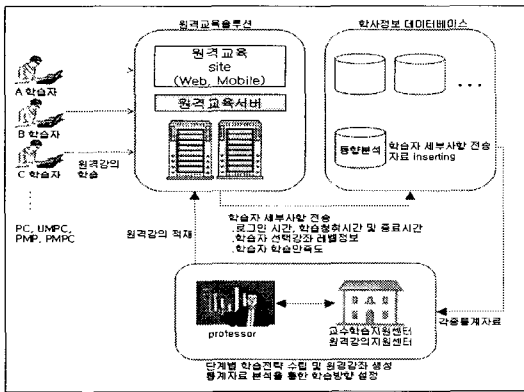 원격교육솔루션
원격교육
site
(Web, Mobile)
원격교육서버
학사정보 데이터베이스
...
동향분석
학습자 세부사항 전송
자료 inserting
A 학습자
B 학습자
C 학습자
원격강의
학습
PC, UMPC,
PMP, PMPC
원격강의 적재
학습자 세부사항 전송
.로그인 시간, 학습청취시간 및 종료시간
.학습자 선택강좌 레벨정보
.학습자 학습만족도
professor
교수학습지원센터
원격강의지원센터
각종통계자료
단계별 학습전략 수립 및 원격강좌 생성
통계자료 분석을 통한 학습방향 설정